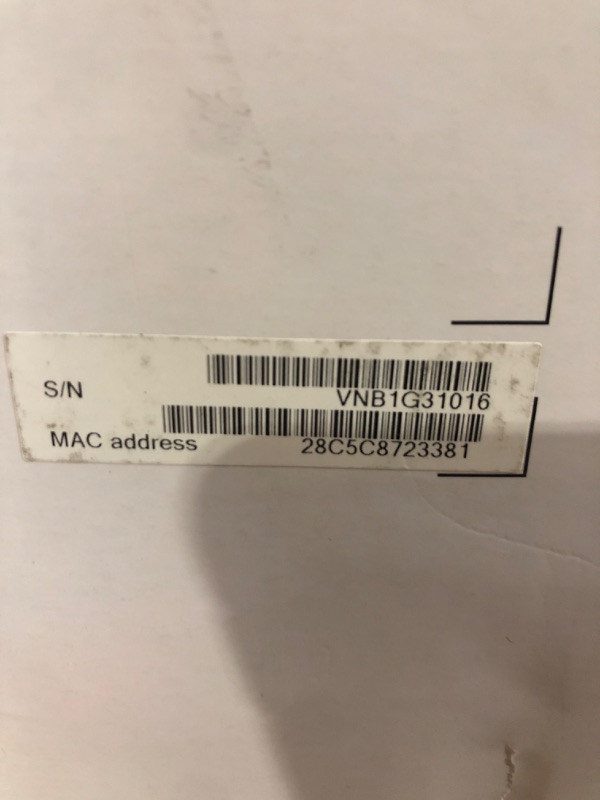 S/N
VNB1G31016
MAC address
28C5C8723381